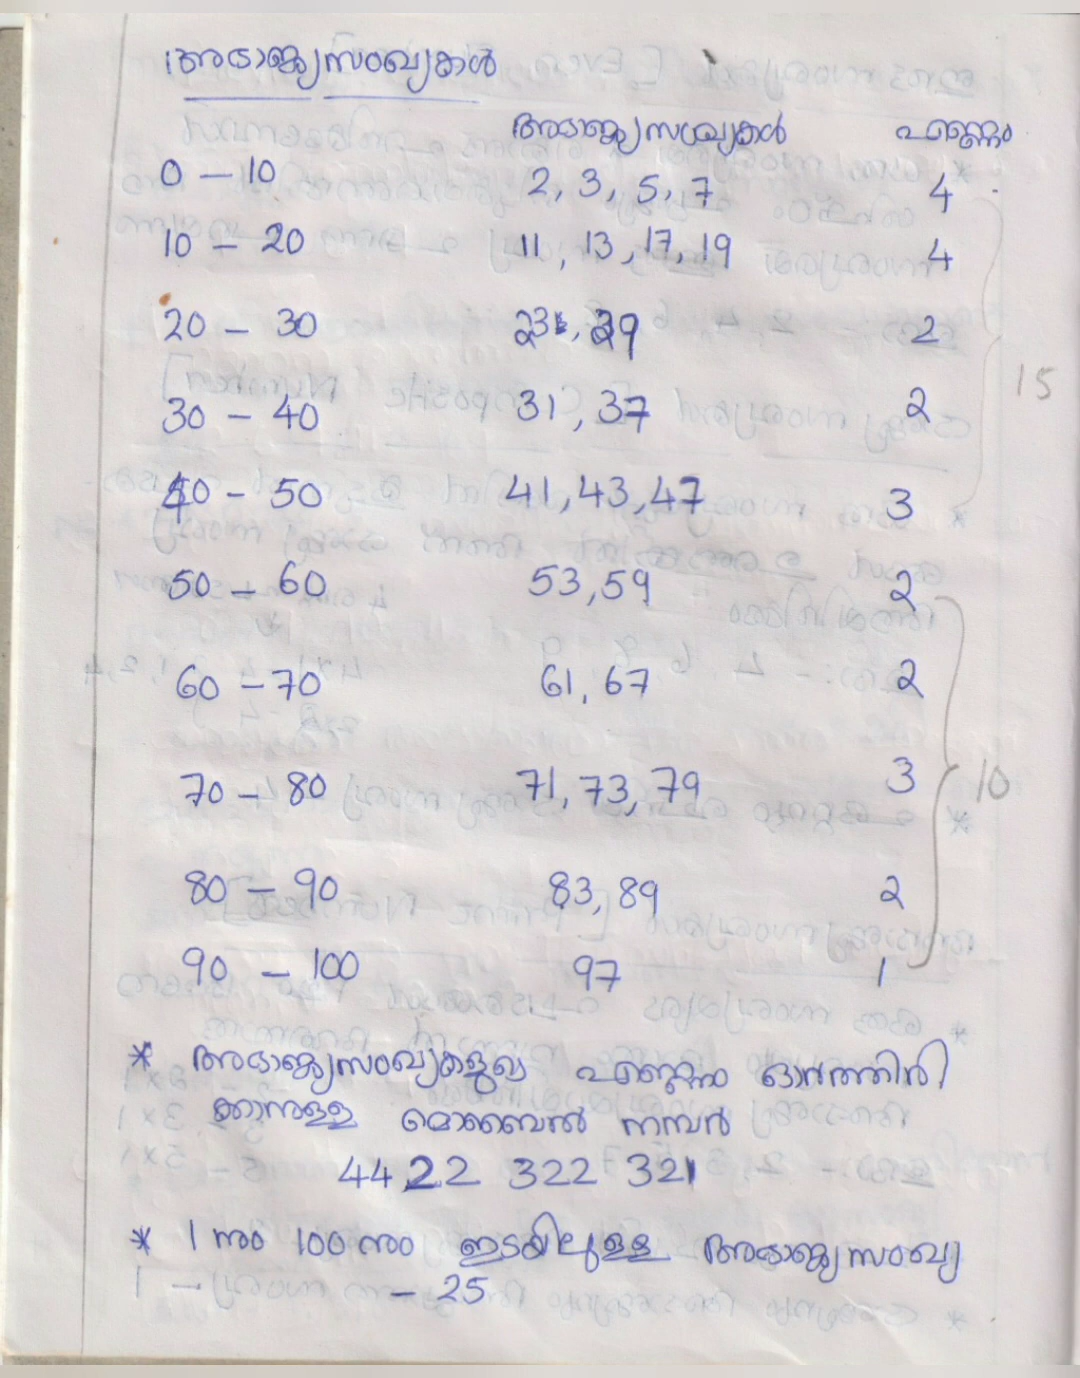 അഭാജ്യസംഖ്യകൾ
അഭാജ്യസംഖ്യകൾ എണ്ണം
0 – 10 2, 3, 5, 7 4
10 – 20 11, 13, 17, 19 4
20 – 30 23, 29 2
30 – 40 31, 37 2
15
40 – 50 41, 43, 47 3
50 – 60 53, 59 2
60 – 70 61, 67 2
70 – 80 71, 73, 79 3
10
80 – 90 83, 89 2
90 – 100 97 1
* അഭാജ്യസംഖ്യകളുടെ എണ്ണം ഓർത്തിരി
ക്കാനുള്ള മൊബൈൽ നമ്പർ
44 22 322 321
* 1 നും 100 നും ഇടയിലുള്ള അഭാജ്യസംഖ്യ
– 25